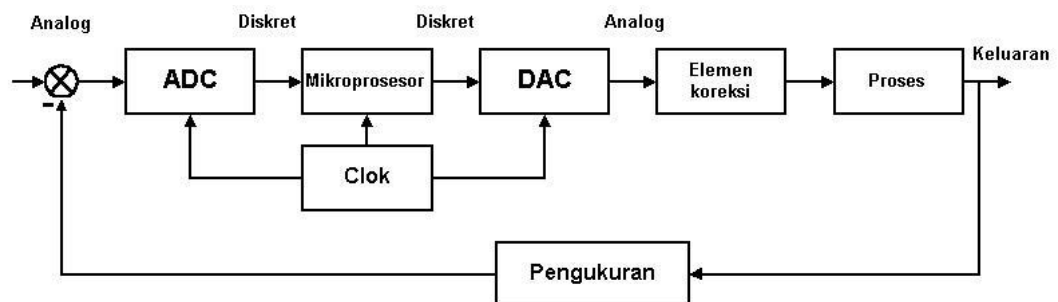 Analog
Diskret
Diskret
Analog
Keluaran
ADC
Mikroprosesor
DAC
Elemen
koreksi
Proses
-
Clok
Pengukuran